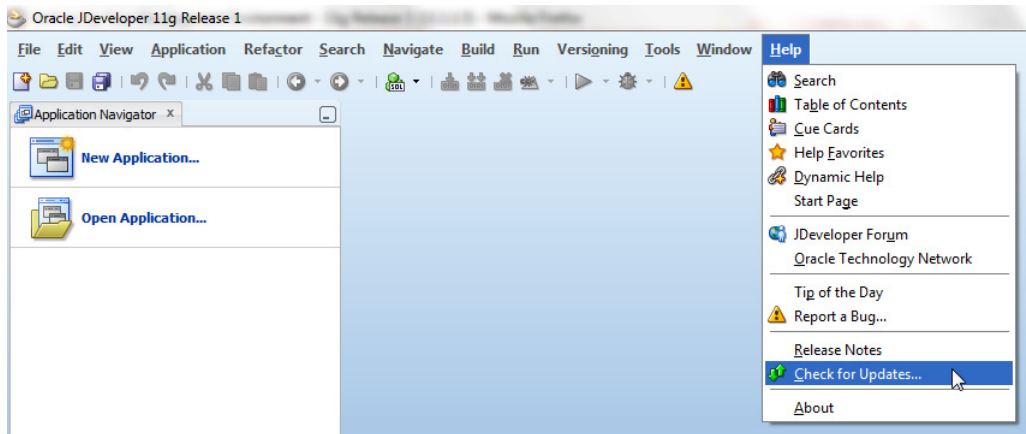 Oracle JDeveloper 11g Release 1
File Edit View Application Refactor Search Navigate Build Run Versioning Tools Window Help
SQL
Application Navigator x
New Application...
Open Application...
Search
Table of Contents
Cue Cards
Help Favorites
Dynamic Help
Start Page
JDeveloper Forum
Oracle Technology Network
Tip of the Day
Report a Bug...
Release Notes
Check for Updates...
About